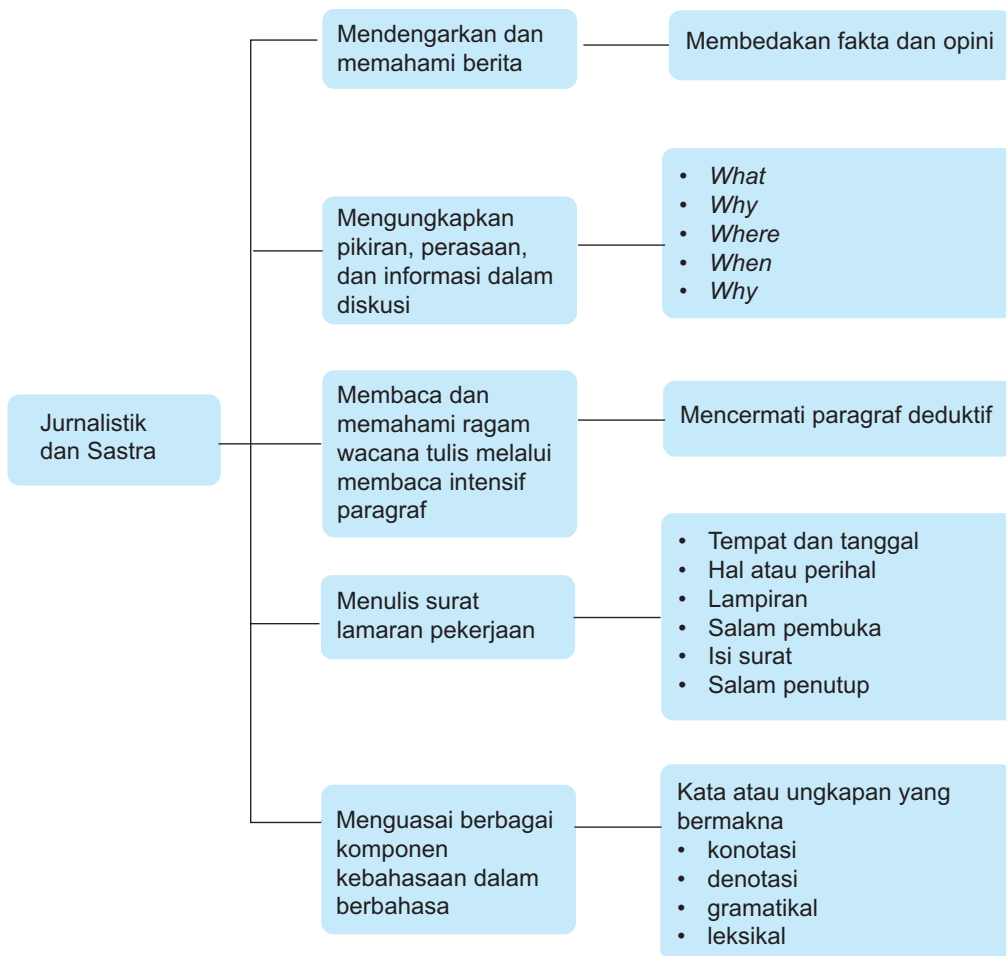 Mendengarkan dan
memahami berita
Membedakan fakta dan opini
Mengungkapkan
pikiran, perasaan,
dan informasi dalam
diskusi
• What
• Why
• Where
• When
• Why
Jurnalistik
dan Sastra
Membaca dan
memahami ragam
wacana tulis melalui
membaca intensif
paragraf
Mencermati paragraf deduktif
Menulis surat
lamaran pekerjaan
• Tempat dan tanggal
• Hal atau perihal
• Lampiran
• Salam pembuka
• Isi surat
• Salam penutup
Menguasai berbagai
komponen
kebahasaan dalam
berbahasa
Kata atau ungkapan yang
bermakna
• konotasi
• denotasi
• gramatikal
• leksikal